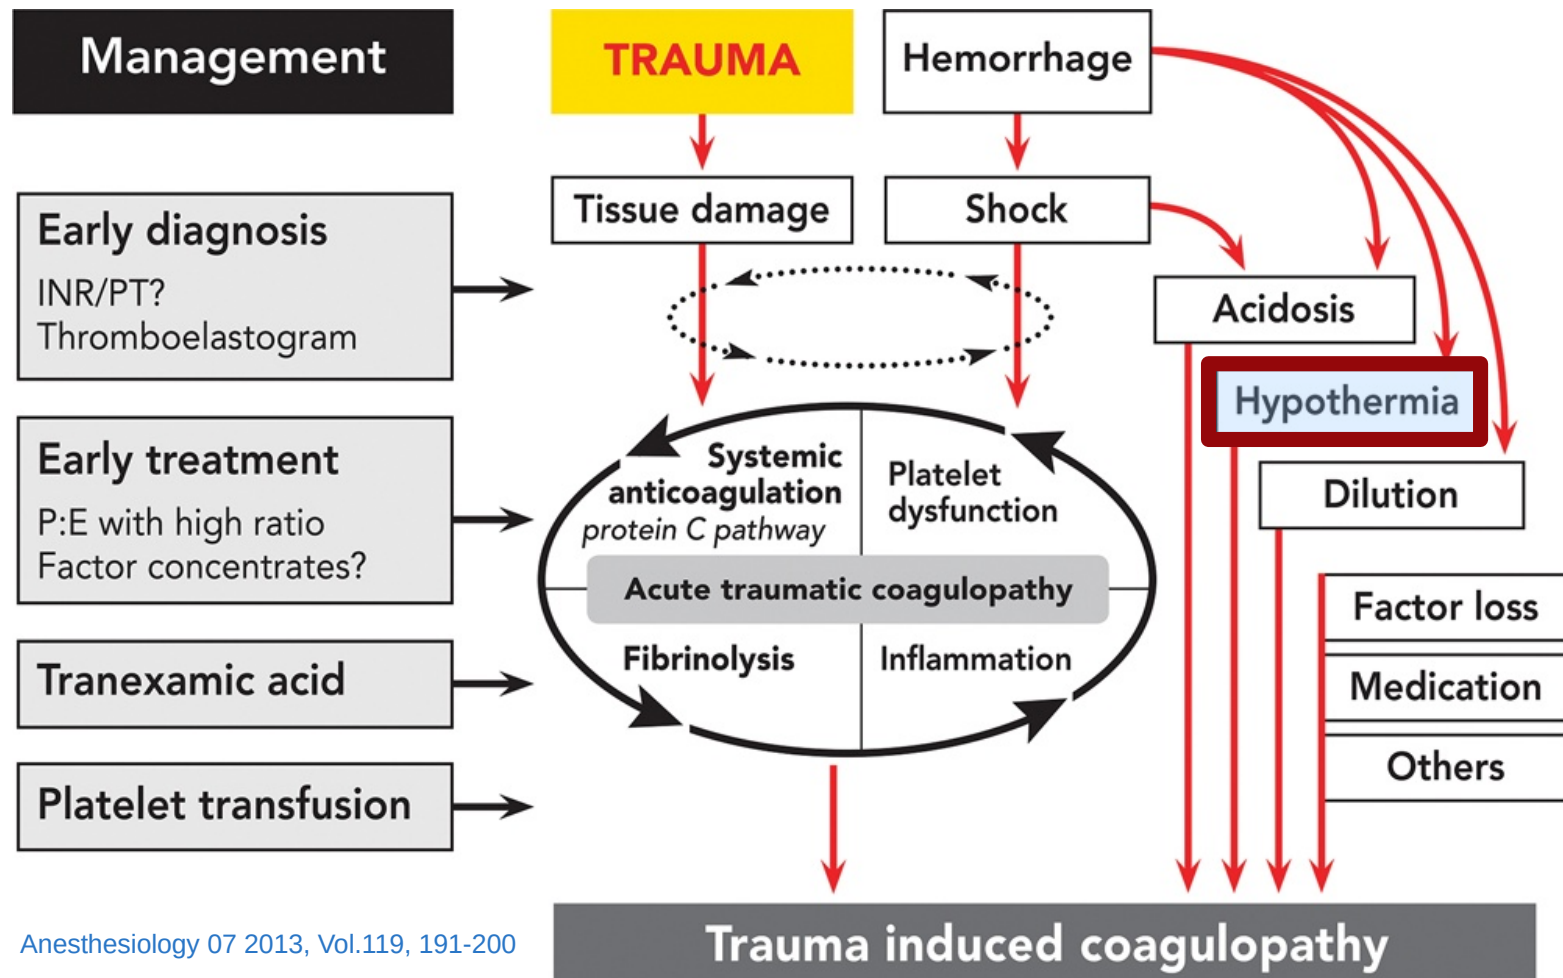 Management
TRAUMA
Hemorrhage
Tissue damage
Shock
Early diagnosis
INR/PT?
Thromboelastogram
Acidosis
Hypothermia
Dilution
Early treatment
P:E with high ratio
Factor concentrates?
Systemic
anticoagulation
protein C pathway
Platelet
dysfunction
Acute traumatic coagulopathy
Fibrinolysis
Inflammation
Factor loss
Medication
Others
Tranexamic acid
Platelet transfusion
Trauma induced coagulopathy
Anesthesiology 07 2013, Vol.119, 191-200